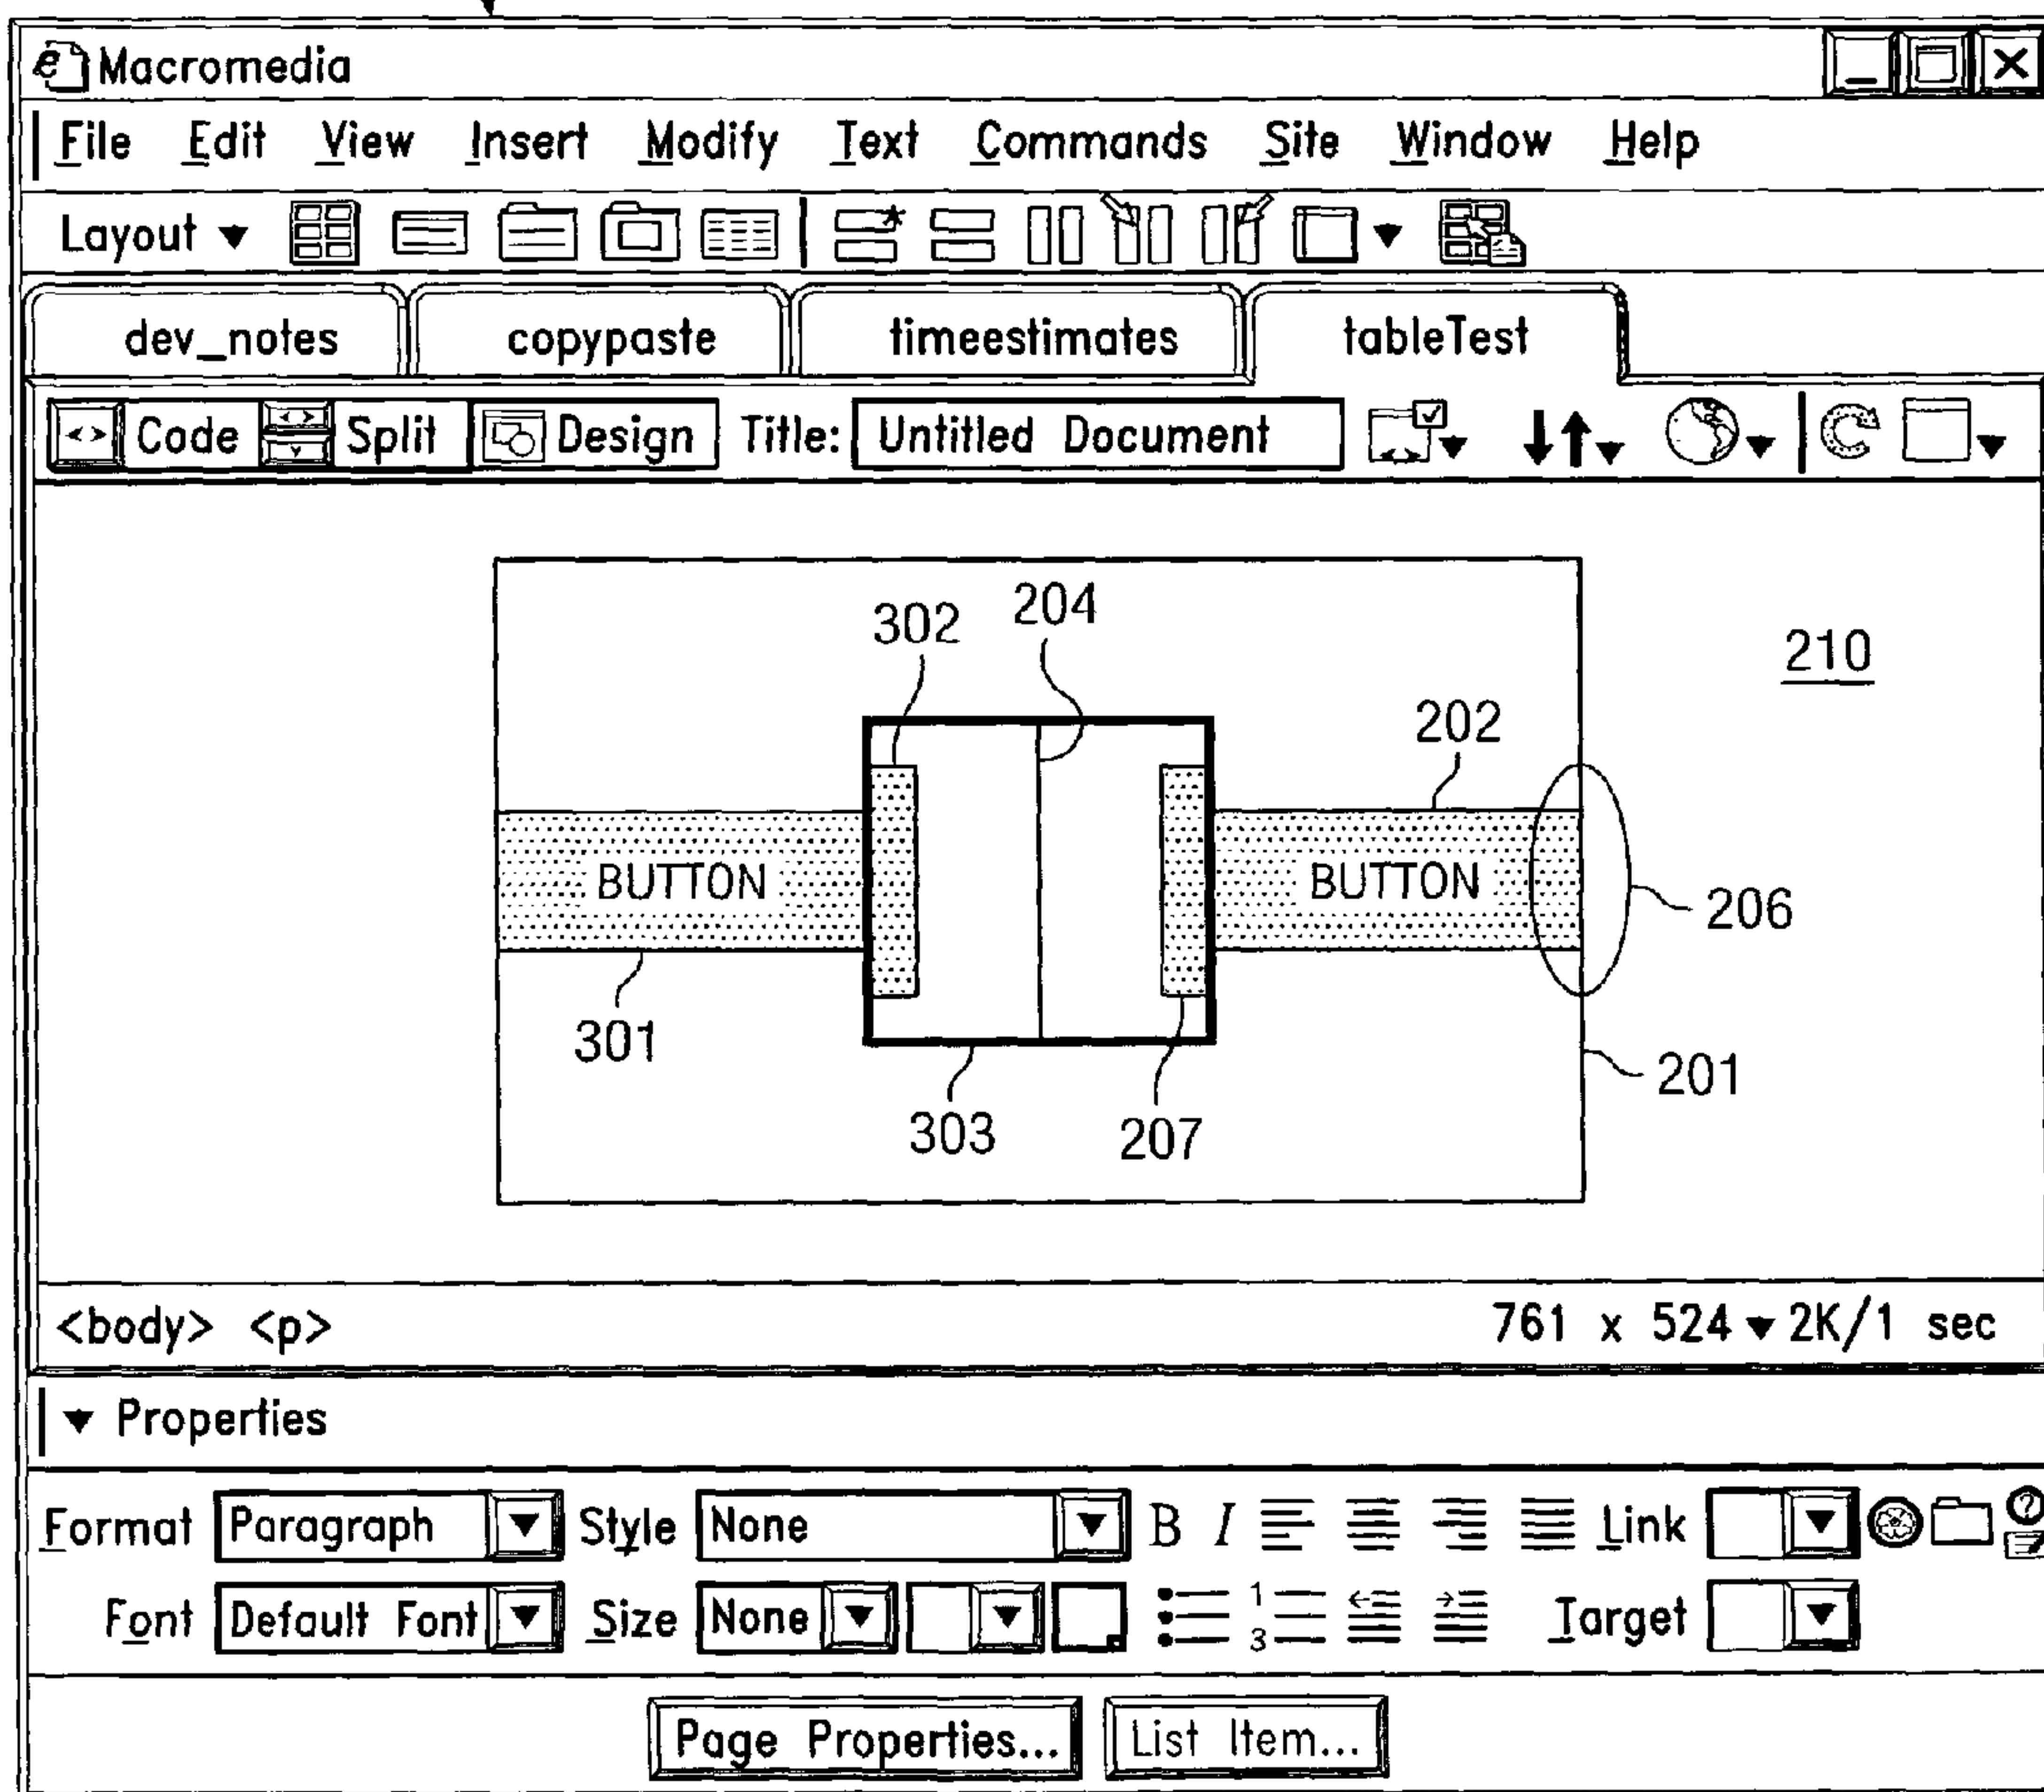 Macromedia
File Edit View Insert Modify Text Commands Site Window Help
Layout
dev_notes copypaste timeestimates tableTest
Code Split Design Title: Untitled Document
302 204
210
202
BUTTON BUTTON
206
301
201
303 207
<body> <p> 761 x 524 2K/1 sec
Properties
Format Paragraph Style None B I Link
Font Default Font Size None 1 3 Target
Page Properties... List Item...